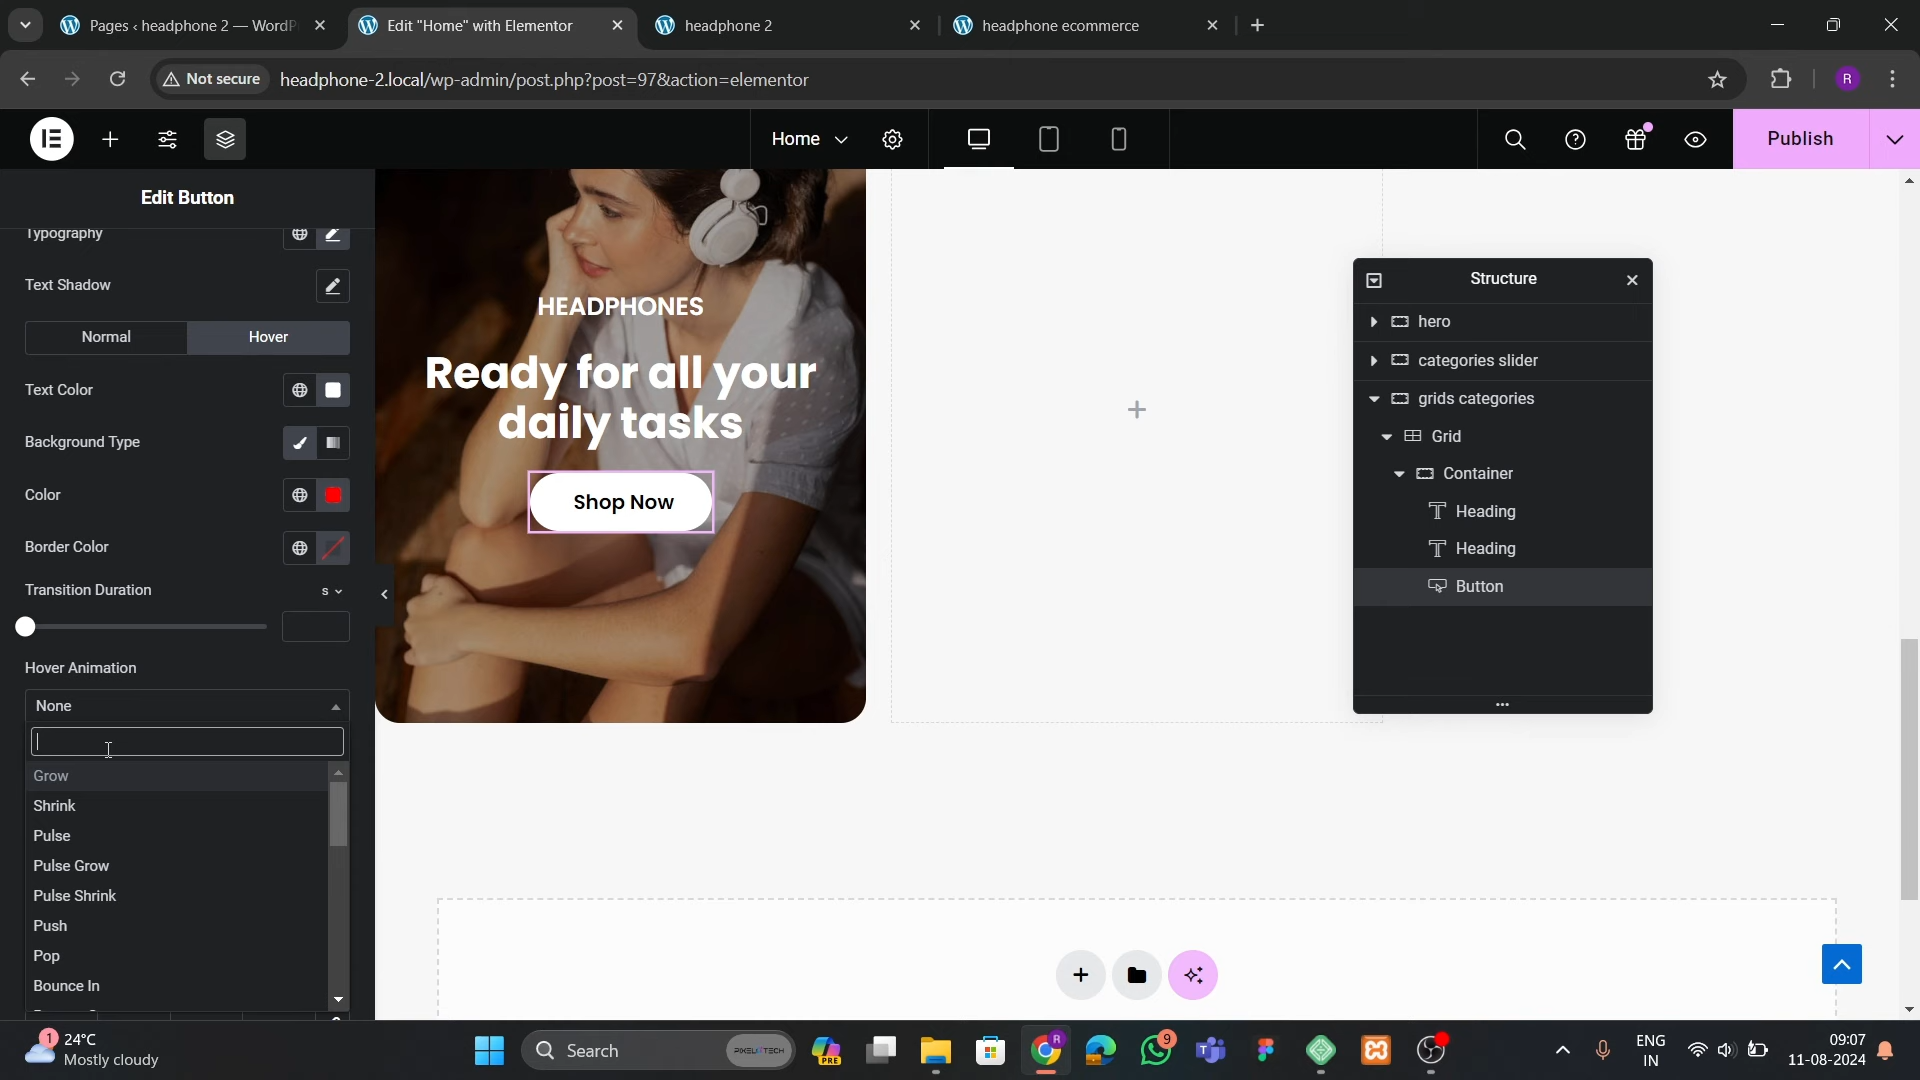 Pages ‹ headphone 2 — WordP
Edit "Home" with Elementor
headphone 2
headphone ecommerce
Not secure
headphone-2.local/wp-admin/post.php?post=97&action=elementor
R
Home
Publish
Edit Button
Typography
Text Shadow
Normal
Hover
Text Color
Background Type
Color
Border Color
Transition Duration
s
Hover Animation
None
Grow
Shrink
Pulse
Pulse Grow
Pulse Shrink
Push
Pop
Bounce In
HEADPHONES
Ready for all your
daily tasks
Shop Now
Structure
hero
categories slider
grids categories
Grid
Container
Heading
Heading
Button
1
24°C
Mostly cloudy
Search
PRE
R
9
ENG
IN
09:07
11-08-2024